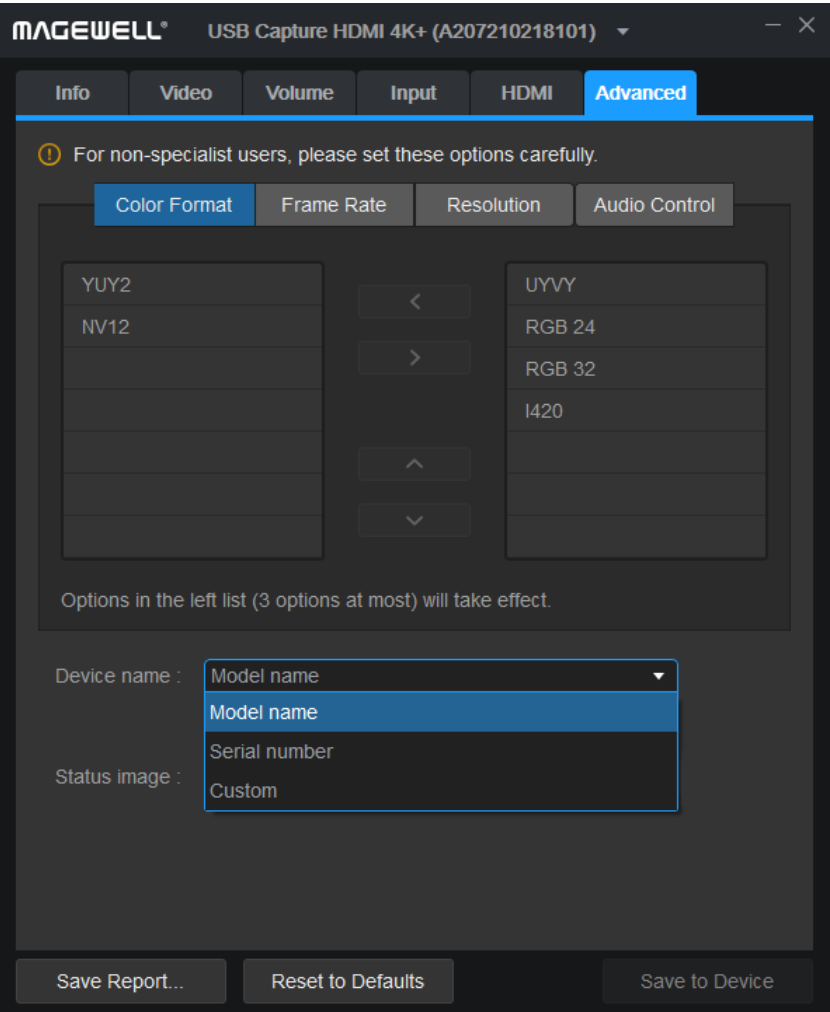 MAGEWELL® USB Capture HDMI 4K+ (A207210218101)
Info Video Volume Input HDMI Advanced
For non-specialist users, please set these options carefully.
Color Format Frame Rate Resolution Audio Control
YUY2
NV12
UYVY
RGB 24
RGB 32
I420
Options in the left list (3 options at most) will take effect.
Device name : Model name
Model name
Serial number
Status image :
Custom
Save Report... Reset to Defaults Save to Device